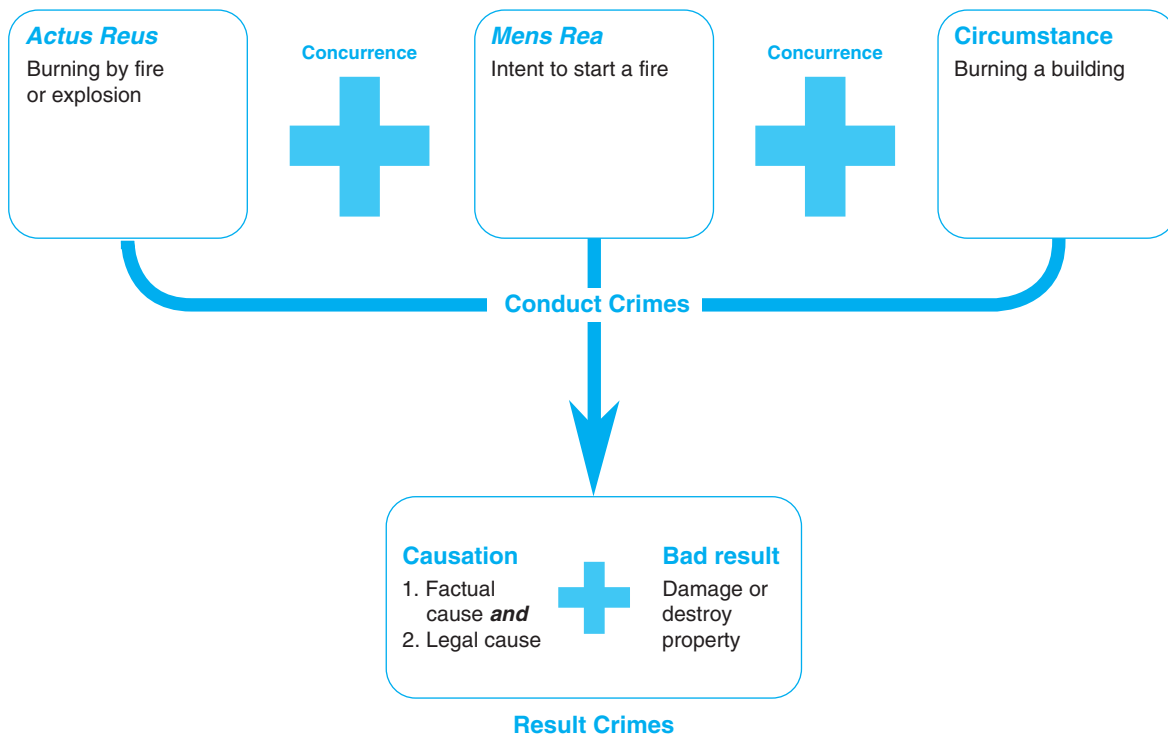 Actus Reus
Burning by fire
or explosion
Concurrence
Mens Rea
Intent to start a fire
Concurrence
Circumstance
Burning a building
Conduct Crimes
Causation
1. Factual
cause and
2. Legal cause
Bad result
Damage or
destroy
property
Result Crimes